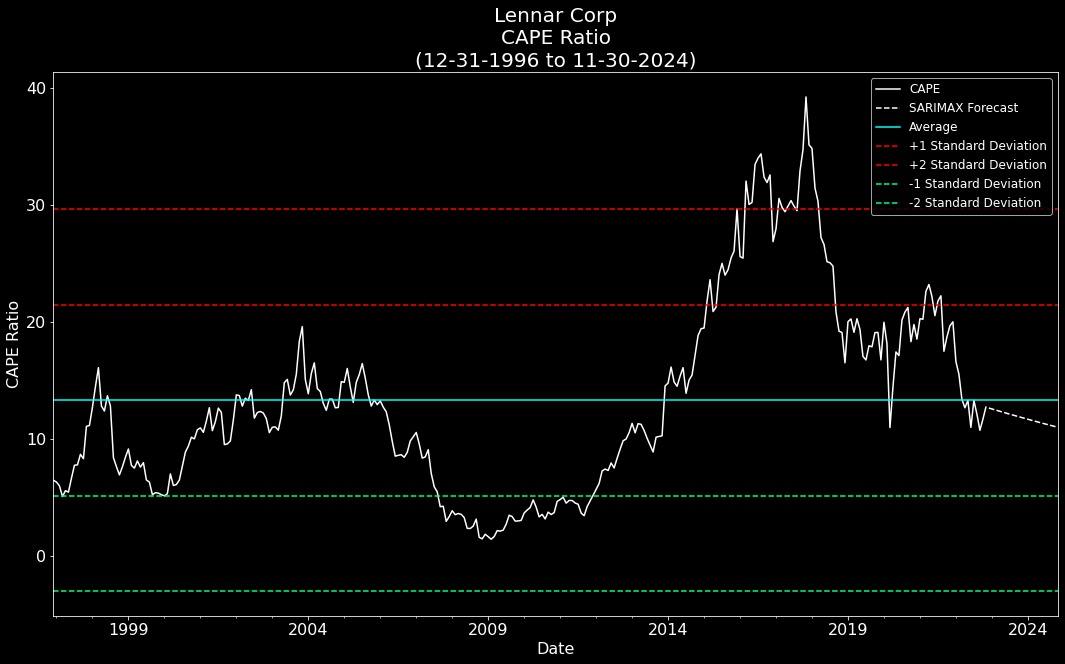 Lennar Corp
CAPE Ratio
(12-31-1996 to 11-30-2024)
CAPE
SARIMAX Forecast
Average
+1 Standard Deviation
+2 Standard Deviation
-1 Standard Deviation
-2 Standard Deviation
CAPE Ratio
40
30
20
10
0
1999
2004
2009
2014
2019
2024
Date